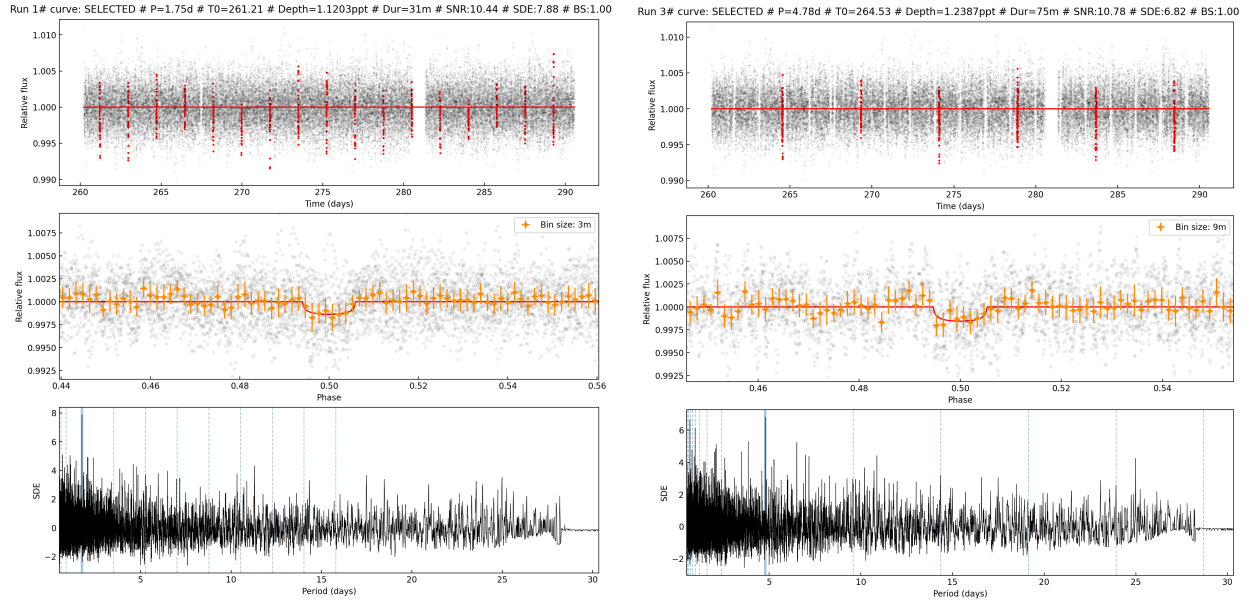 Run 1# curve: SELECTED # P=1.75d # T0=261.21 # Depth=1.1203ppt # Dur=31m # SNR:10.44 # SDE:7.88 # BS:1.00
1.010
1.005
1.000
0.995
0.990
Relative flux
260 265 270 275 280 285 290
Time (days)
Bin size: 3m
1.0075
1.0050
1.0025
1.0000
0.9975
0.9950
0.9925
Relative flux
0.44 0.46 0.48 0.50 0.52 0.54 0.56
Phase
8
6
4
2
0
−2
SDE
5 10 15 20 25 30
Period (days)
Run 3# curve: SELECTED # P=4.78d # T0=264.53 # Depth=1.2387ppt # Dur=75m # SNR:10.78 # SDE:6.82 # BS:1.00
1.010
1.005
1.000
0.995
0.990
Relative flux
260 265 270 275 280 285 290
Time (days)
Bin size: 9m
1.0075
1.0050
1.0025
1.0000
0.9975
0.9950
0.9925
Relative flux
0.46 0.48 0.50 0.52 0.54
Phase
6
4
2
0
−2
SDE
5 10 15 20 25 30
Period (days)